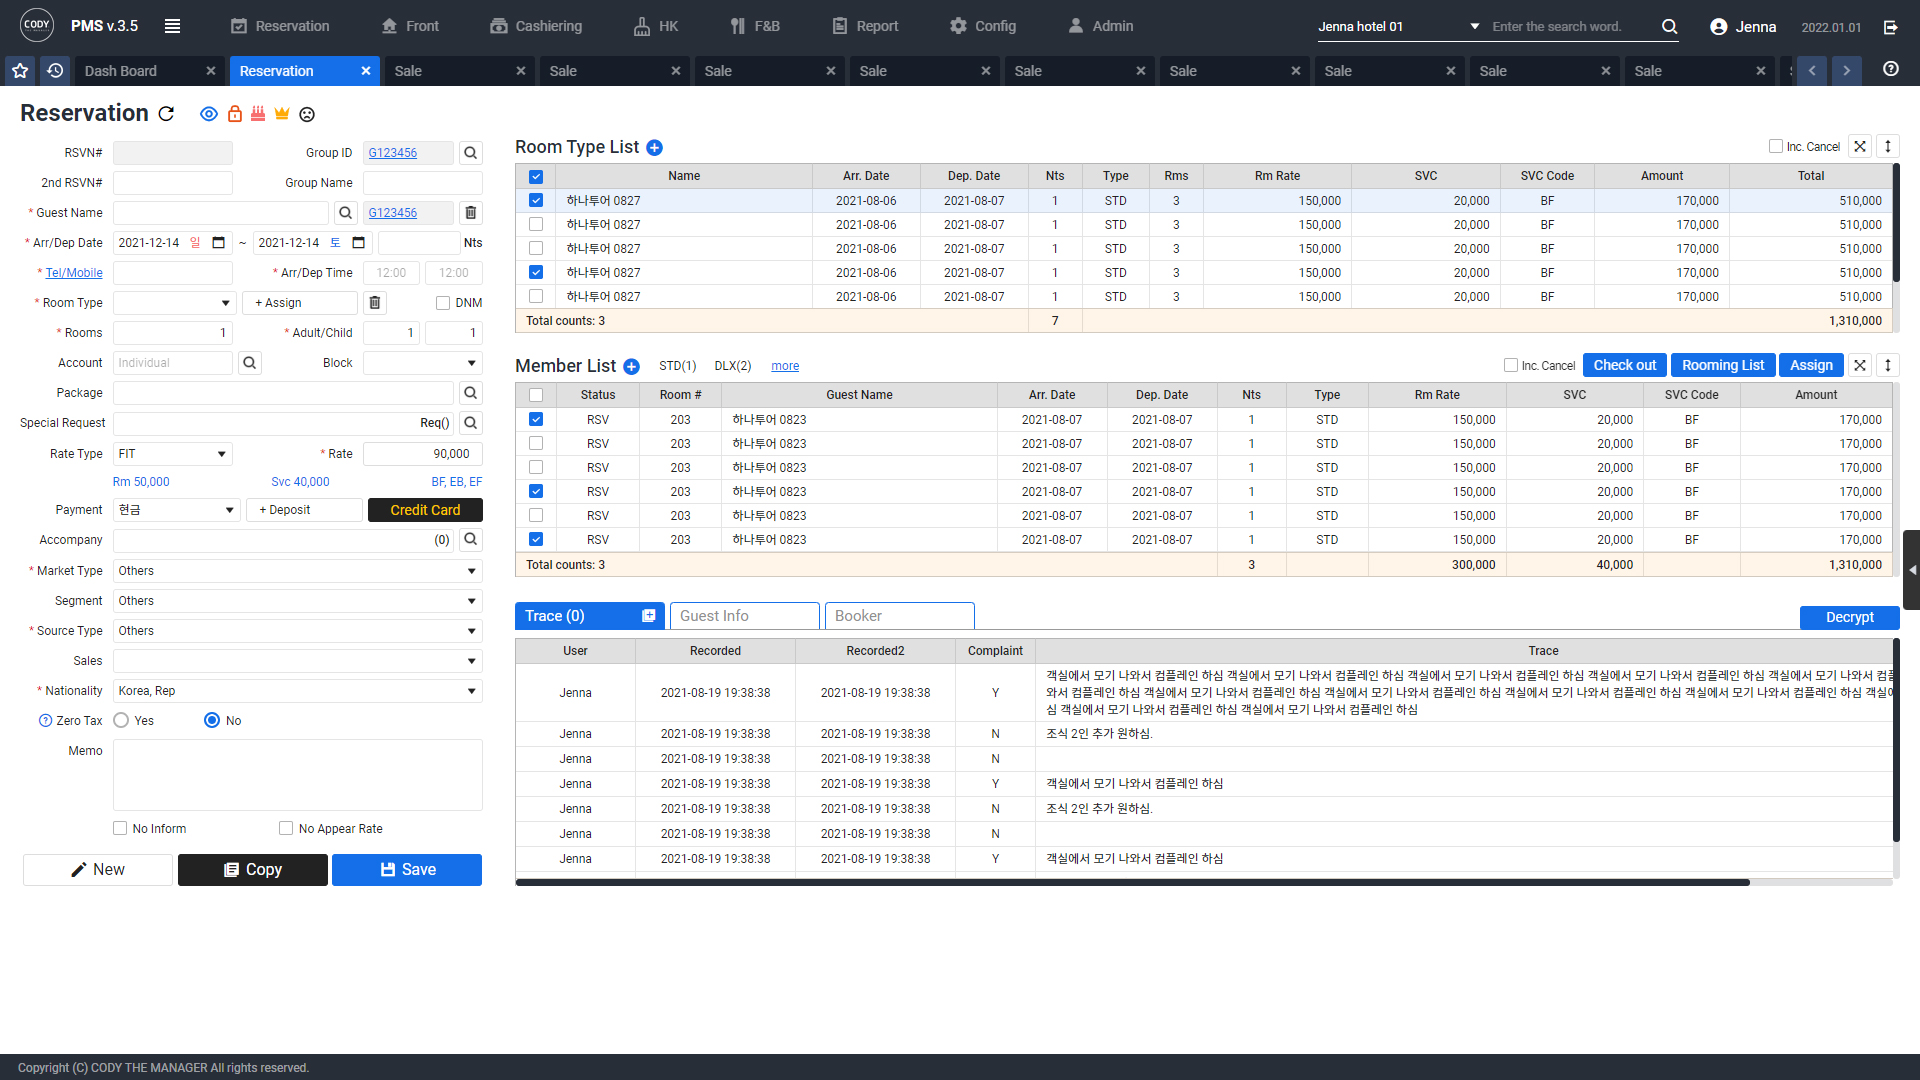 CODY THE MANAGER PMS v.3.5 Reservation Front Cashiering HK F&B Report Config Admin Jenna hotel 01 Enter the search word. Jenna 2022.01.01
Dash Board Reservation Sale Sale Sale Sale Sale Sale Sale Sale Sale
Reservation
RSVN# Group ID G123456
2nd RSVN# Group Name
* Guest Name G123456
* Arr/Dep Date 2021-12-14 일 ~ 2021-12-14 토 Nts
* Tel/Mobile * Arr/Dep Time 12:00 12:00
* Room Type + Assign DNM
* Rooms 1 * Adult/Child 1 1
Account Individual Block
Package
Special Request Req()
Rate Type FIT * Rate 90,000
Rm 50,000 Svc 40,000 BF, EB, EF
Payment 현금 + Deposit Credit Card
Accompany (0)
* Market Type Others
Segment Others
* Source Type Others
Sales
* Nationality Korea, Rep
Zero Tax Yes No
Memo
No Inform No Appear Rate
New Copy Save
Room Type List Inc. Cancel
Name Arr. Date Dep. Date Nts Type Rms Rm Rate SVC SVC Code Amount Total
하나투어 0827 2021-08-06 2021-08-07 1 STD 3 150,000 20,000 BF 170,000 510,000
하나투어 0827 2021-08-06 2021-08-07 1 STD 3 150,000 20,000 BF 170,000 510,000
하나투어 0827 2021-08-06 2021-08-07 1 STD 3 150,000 20,000 BF 170,000 510,000
하나투어 0827 2021-08-06 2021-08-07 1 STD 3 150,000 20,000 BF 170,000 510,000
하나투어 0827 2021-08-06 2021-08-07 1 STD 3 150,000 20,000 BF 170,000 510,000
Total counts: 3 7 1,310,000
Member List STD(1) DLX(2) more Inc. Cancel Check out Rooming List Assign
Status Room # Guest Name Arr. Date Dep. Date Nts Type Rm Rate SVC SVC Code Amount
RSV 203 하나투어 0823 2021-08-07 2021-08-07 1 STD 150,000 20,000 BF 170,000
RSV 203 하나투어 0823 2021-08-07 2021-08-07 1 STD 150,000 20,000 BF 170,000
RSV 203 하나투어 0823 2021-08-07 2021-08-07 1 STD 150,000 20,000 BF 170,000
RSV 203 하나투어 0823 2021-08-07 2021-08-07 1 STD 150,000 20,000 BF 170,000
RSV 203 하나투어 0823 2021-08-07 2021-08-07 1 STD 150,000 20,000 BF 170,000
RSV 203 하나투어 0823 2021-08-07 2021-08-07 1 STD 150,000 20,000 BF 170,000
Total counts: 3 3 300,000 40,000 1,310,000
Trace (0) Guest Info Booker Decrypt
User Recorded Recorded2 Complaint Trace
객실에서 모기 나와서 컴플레인 하심 객실에서 모기 나와서 컴플레인 하심 객실에서 모기 나와서 컴플레인 하심 객실에서 모기 나와서 컴플레인 하심 객실에서 모기 나와서 컴플
Jenna 2021-08-19 19:38:38 2021-08-19 19:38:38 Y 와서 컴플레인 하심 객실에서 모기 나와서 컴플레인 하심 객실에서 모기 나와서 컴플레인 하심 객실에서 모기 나와서 컴플레인 하심 객실에서 모기 나와서 컴플레인 하심 객실에
심 객실에서 모기 나와서 컴플레인 하심 객실에서 모기 나와서 컴플레인 하심
Jenna 2021-08-19 19:38:38 2021-08-19 19:38:38 N 조식 2인 추가 원하심.
Jenna 2021-08-19 19:38:38 2021-08-19 19:38:38 N
Jenna 2021-08-19 19:38:38 2021-08-19 19:38:38 Y 객실에서 모기 나와서 컴플레인 하심
Jenna 2021-08-19 19:38:38 2021-08-19 19:38:38 N 조식 2인 추가 원하심.
Jenna 2021-08-19 19:38:38 2021-08-19 19:38:38 N
Jenna 2021-08-19 19:38:38 2021-08-19 19:38:38 Y 객실에서 모기 나와서 컴플레인 하심
Copyright (C) CODY THE MANAGER All rights reserved.